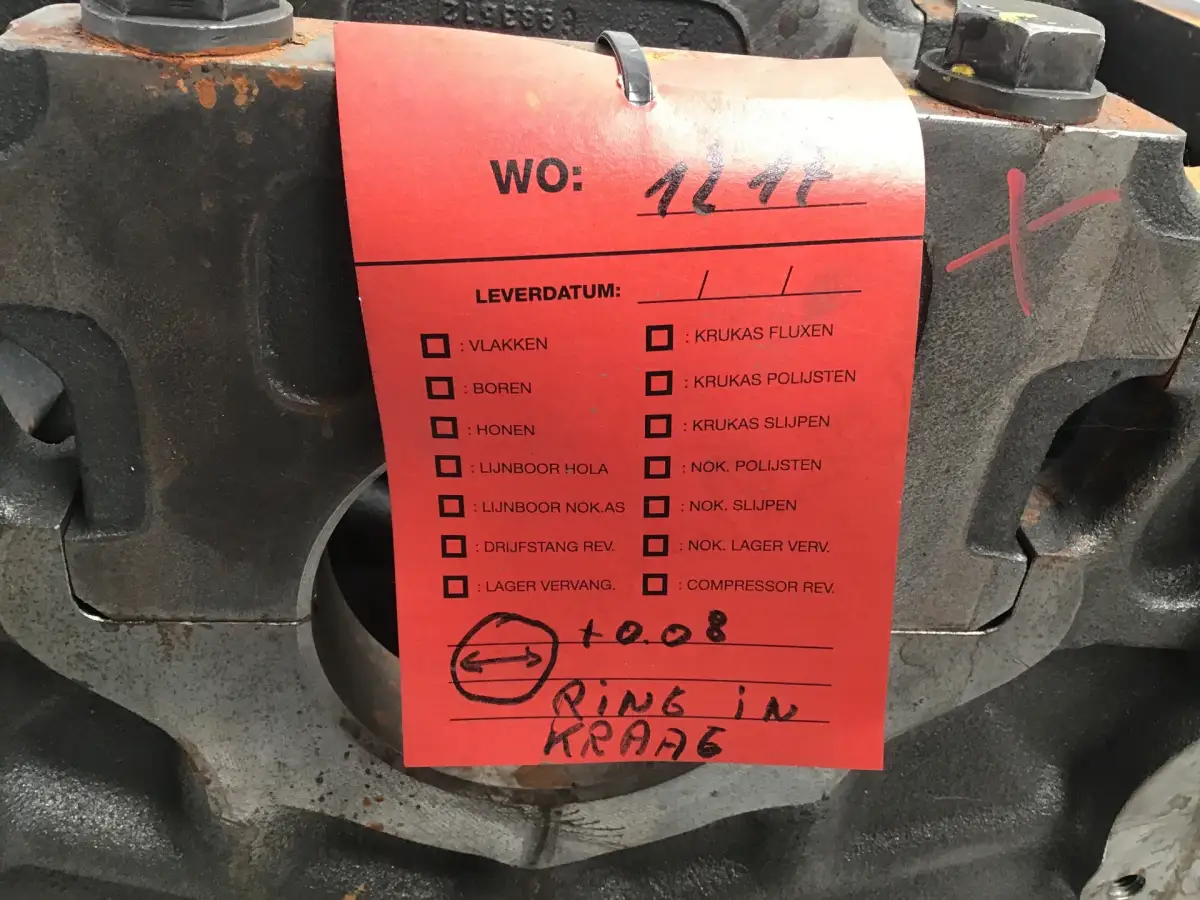 WO: 1217
LEVERDATUM: / /
: VLAKKEN
: BOREN
: HONEN
: LIJNBOOR HOLA
: LIJNBOOR NOK.AS
: DRIJFSTANG REV.
: LAGER VERVANG.
: KRUKAS FLUXEN
: KRUKAS POLIJSTEN
: KRUKAS SLIJPEN
: NOK. POLIJSTEN
: NOK. SLIJPEN
: NOK. LAGER VERV.
: COMPRESSOR REV.
+0.08
RING IN
KRAAG